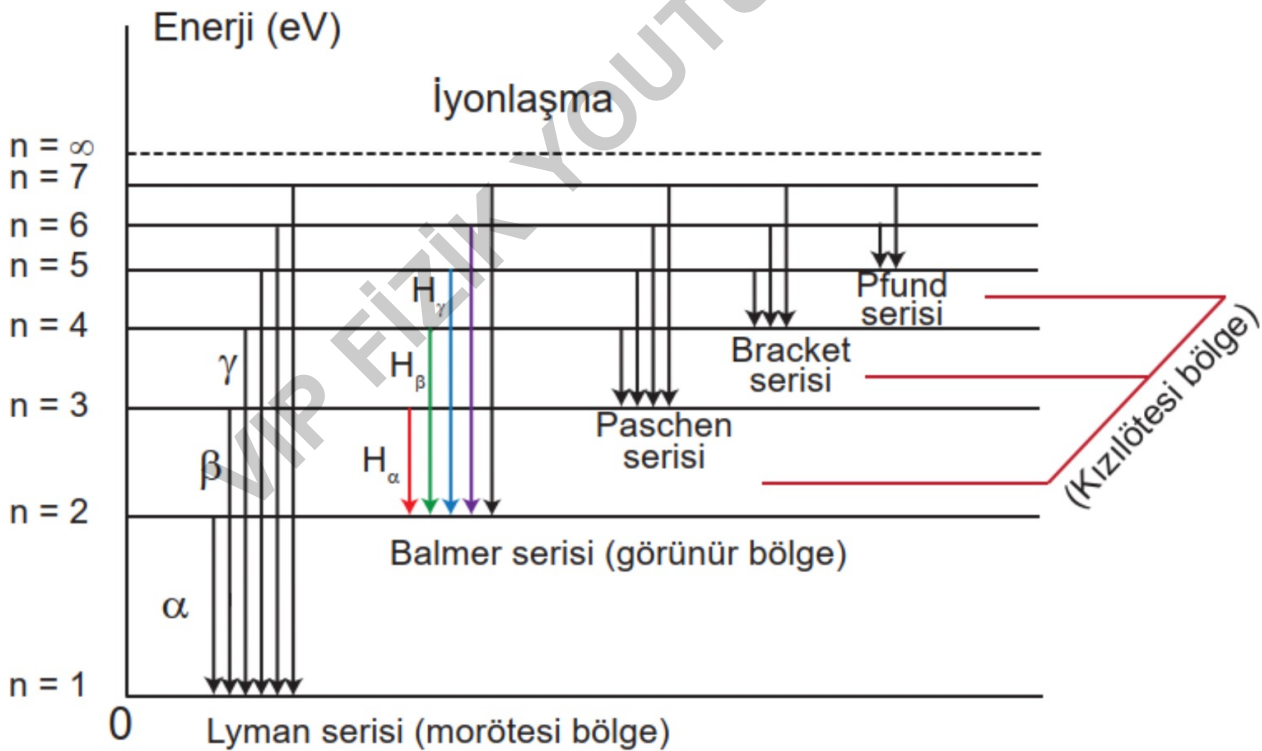 Enerji (eV)
İyonlaşma
n = ∞
n = 7
n = 6
n = 5
n = 4
n = 3
n = 2
n = 1
0
α
β
γ
Lyman serisi (morötesi bölge)
Hα
Hβ
Hγ
Balmer serisi (görünür bölge)
Paschen
serisi
Bracket
serisi
Pfund
serisi
(Kızılötesi bölge)
VIP FİZİK